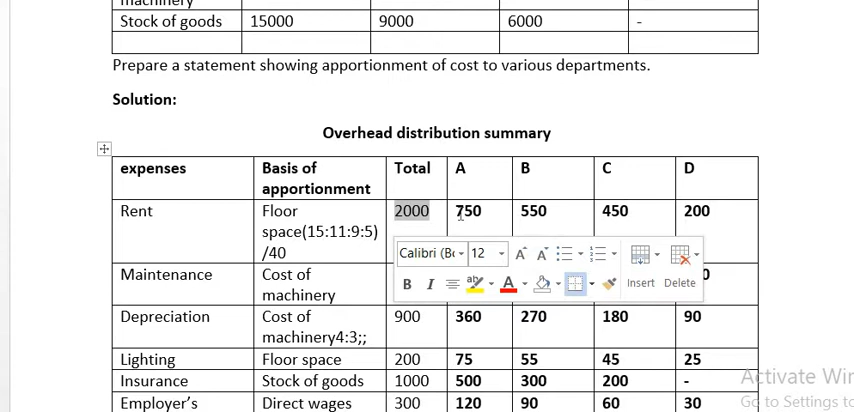 machinery
Stock of goods 15000 9000 6000 -
Prepare a statement showing apportionment of cost to various departments.
Solution:
Overhead distribution summary
expenses Basis of apportionment Total A B C D
Rent Floor space(15:11:9:5) /40 2000 750 550 450 200
Calibri (Bo 12
Maintenance Cost of machinery
B I Insert Delete
Depreciation Cost of machinery4:3;; 900 360 270 180 90
Lighting Floor space 200 75 55 45 25
Insurance Stock of goods 1000 500 300 200 -
Employer's Direct wages 300 120 90 60 30
Activate Wir
Go to Settings to